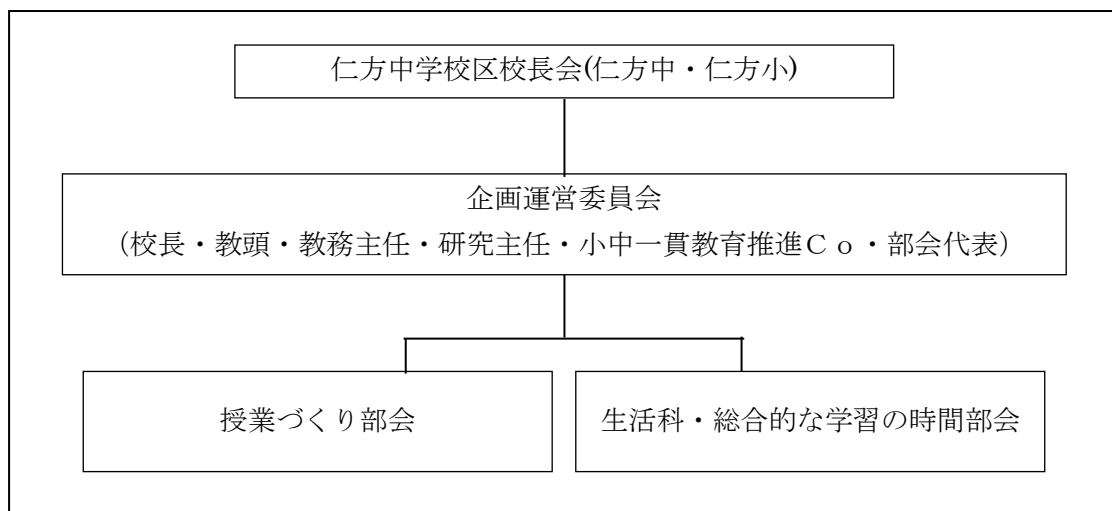 仁方中学校区校長会(仁方中・仁方小)
企画運営委員会
（校長・教頭・教務主任・研究主任・小中一貫教育推進Ｃｏ・部会代表）
授業づくり部会
生活科・総合的な学習の時間部会